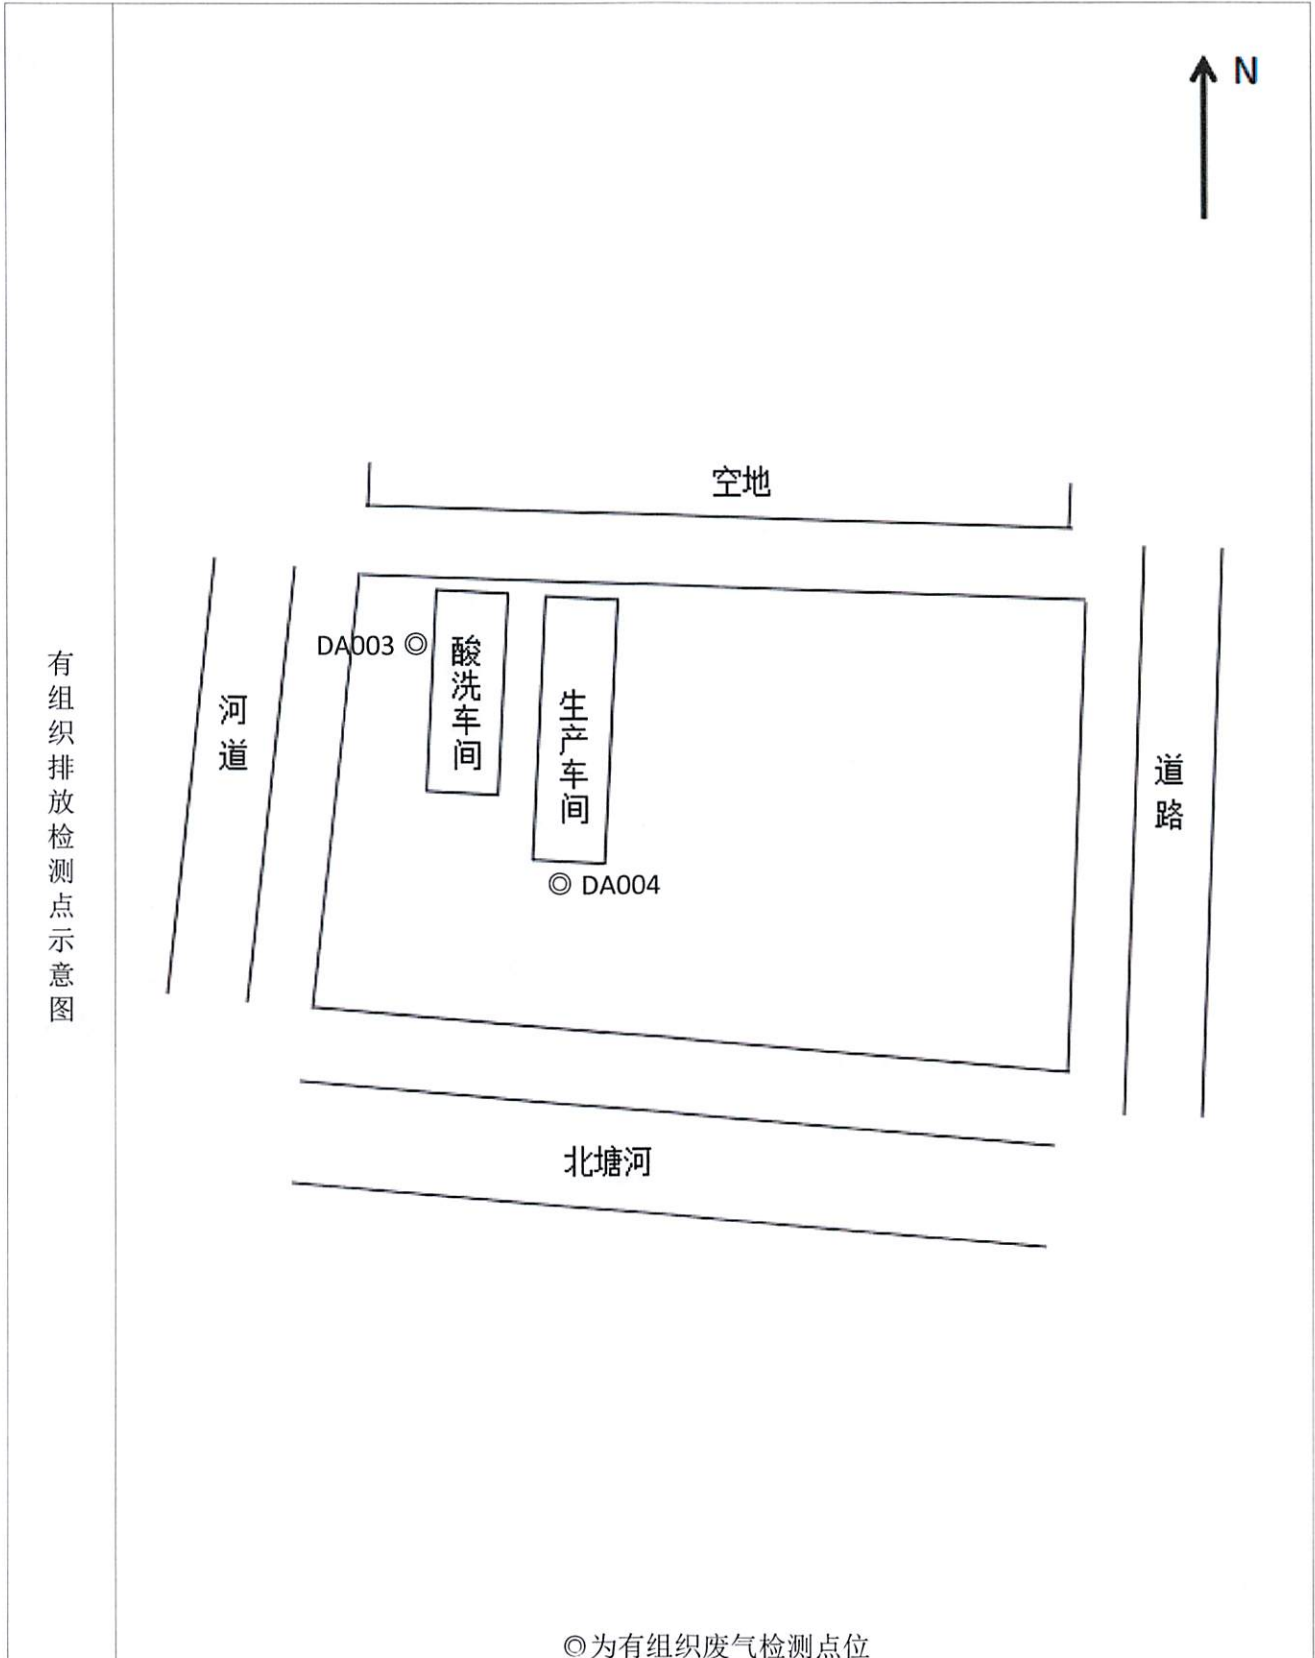 N
空地
DA003 ◎
酸洗车间
生产车间
河道
道路
有组织排放检测点示意图
◎ DA004
北塘河
◎为有组织废气检测点位